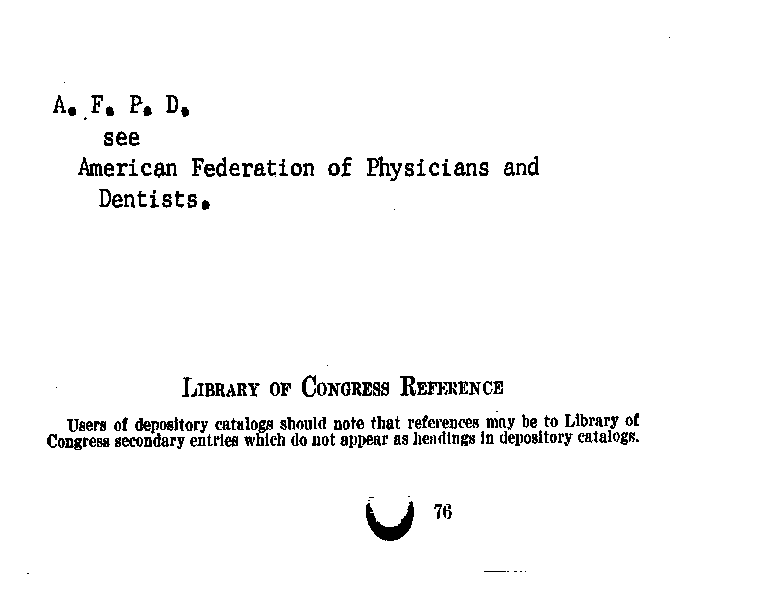 A. F. P. D.
see
American Federation of Physicians and
Dentists.
LIBRARY OF CONGRESS REFERENCE
Users of depository catalogs should note that references may be to Library of
Congress secondary entries which do not appear as headings in depository catalogs.
76